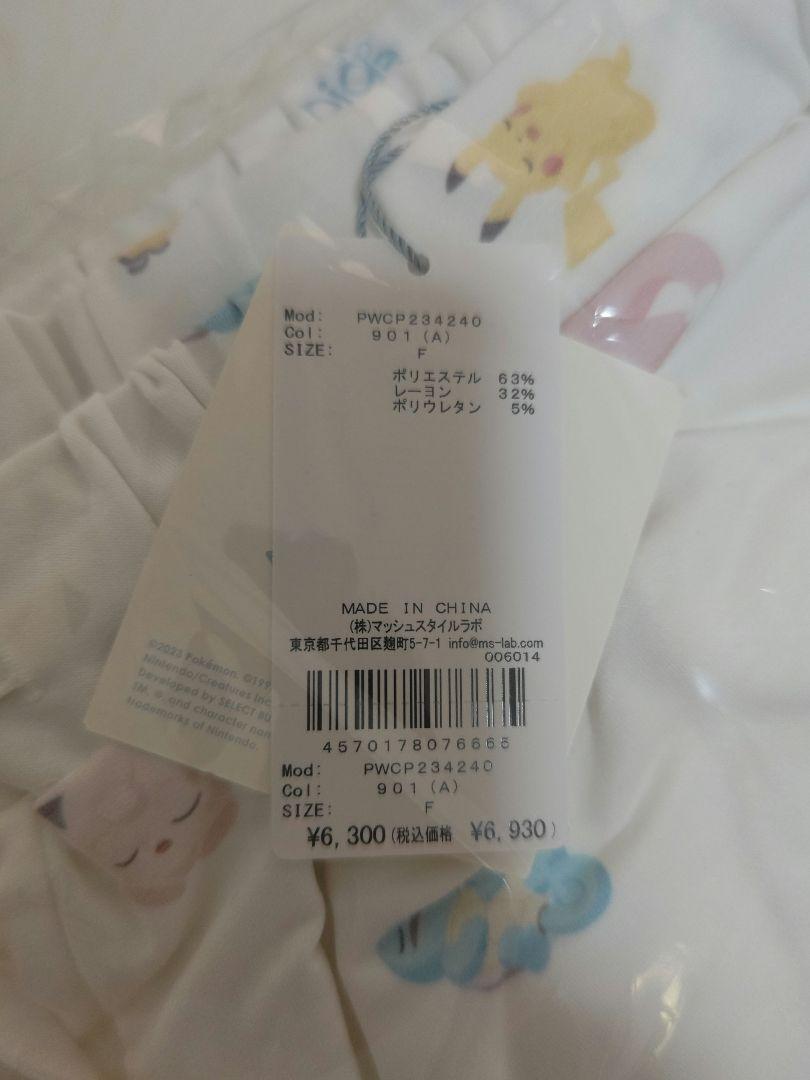 Mod: PWCP234240
Col: 901(A)
SIZE: F
ポリエステル 63%
レーヨン 32%
ポリウレタン 5%
MADE IN CHINA
(株)マッシュスタイルラボ
東京都千代田区麹町5-7-1 info@ms-lab.com
006014
4570178076665
Mod: PWCP234240
Col: 901(A)
SIZE: F
¥6,300(税込価格 ¥6,930)
©2023 Pokémon. ©199
Nintendo/Creatures Inc
Developed by SELECT BU
TM, ®, and character nam
trademarks of Nintendo.